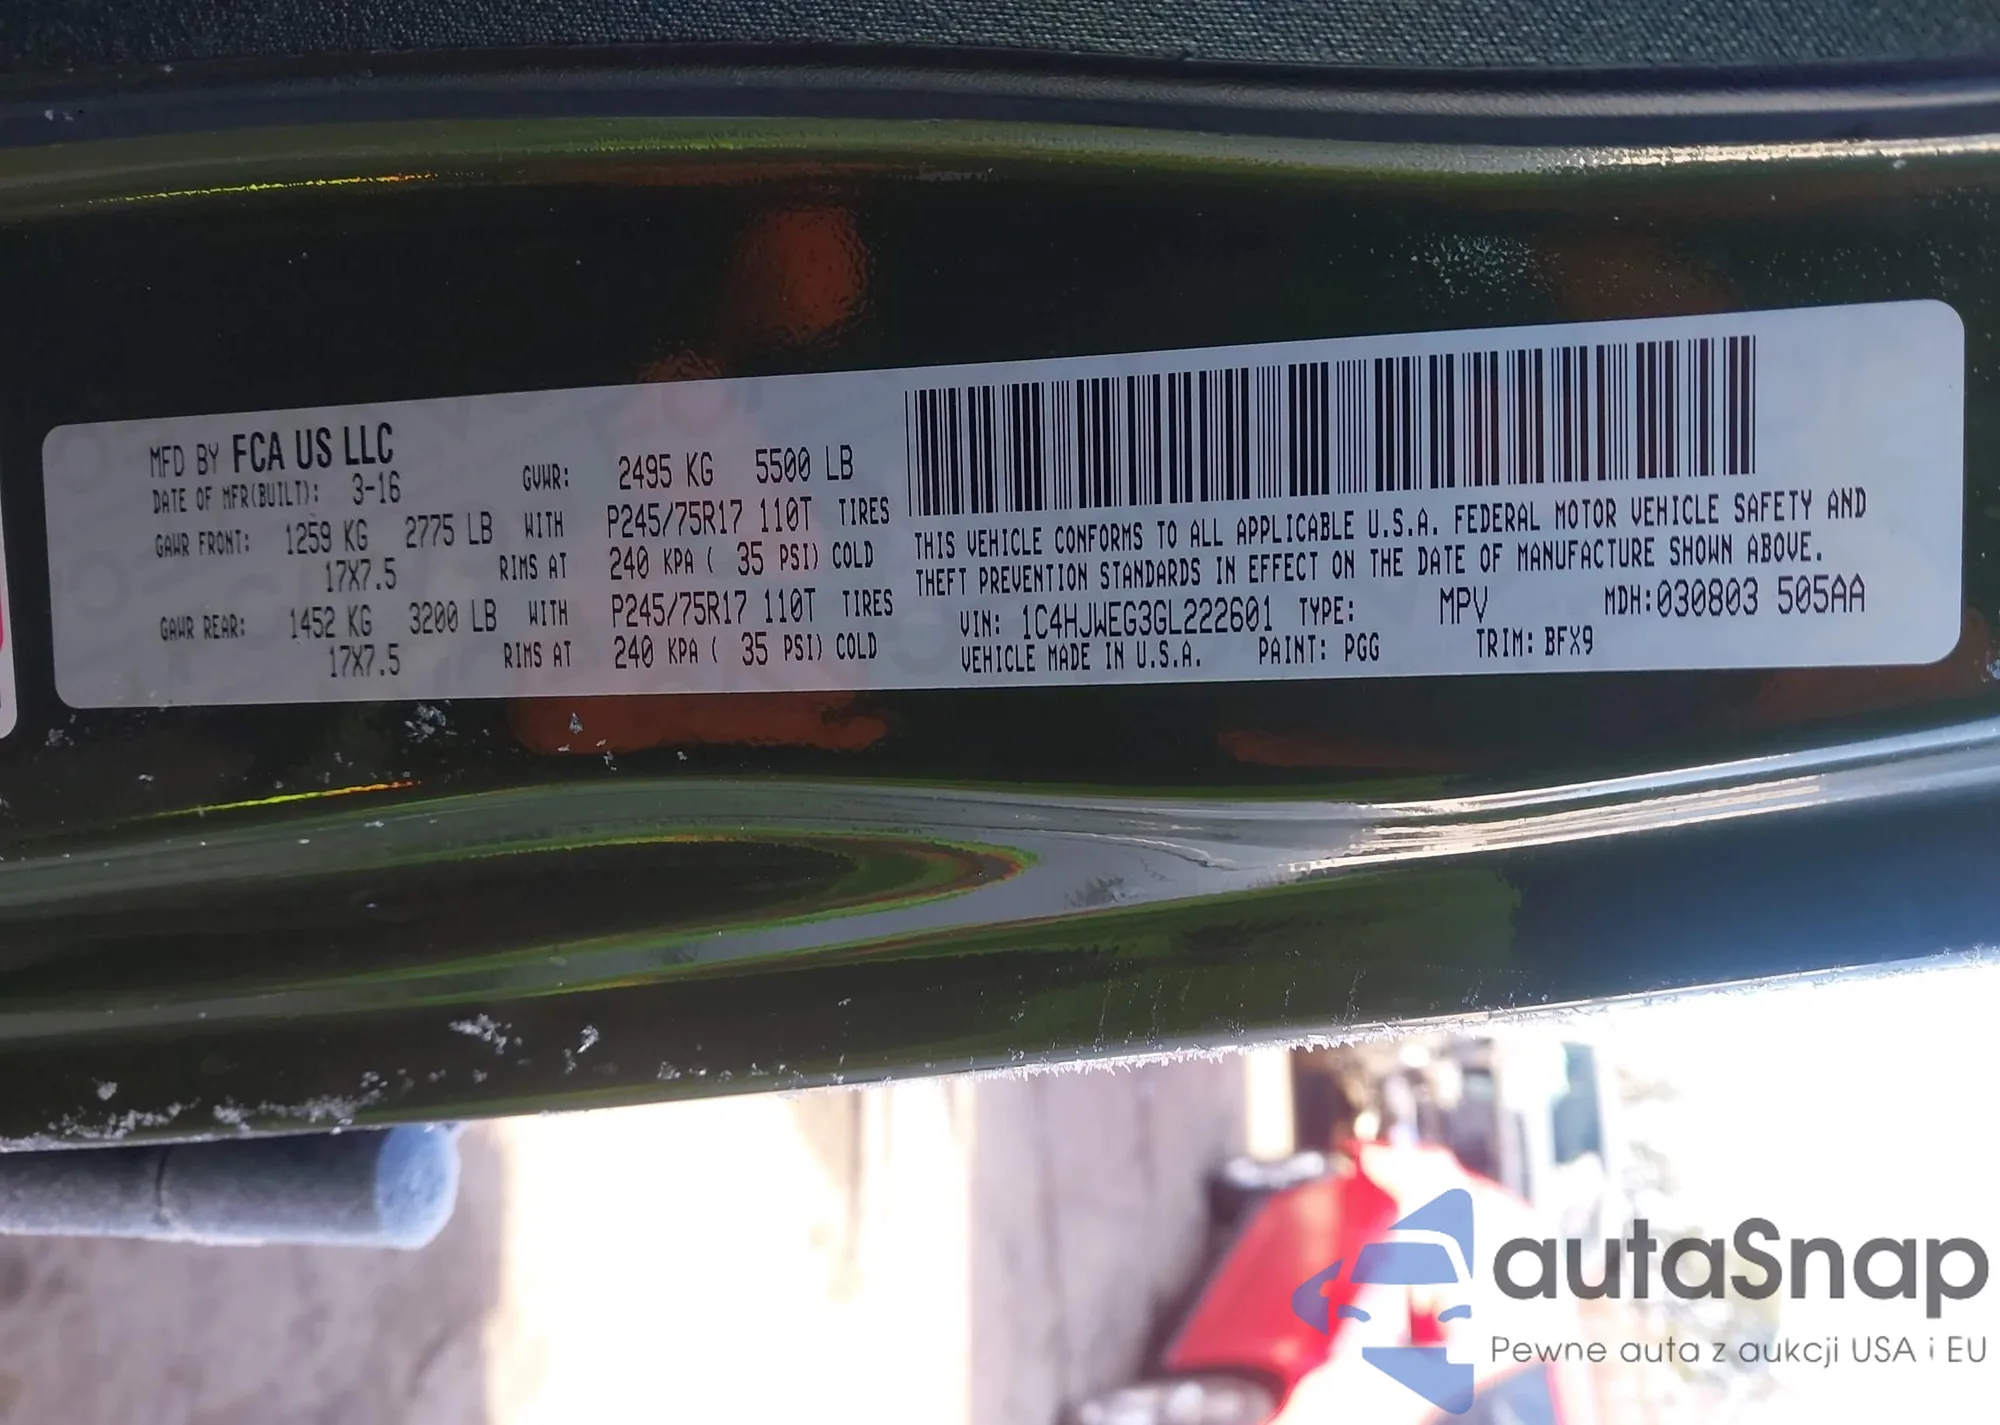 MFD BY FCA US LLC
DATE OF MFR(BUILT): 3-16
GVWR: 2495 KG 5500 LB
GAWR FRONT: 1259 KG 2775 LB WITH P245/75R17 110T TIRES
17X7.5 RIMS AT 240 KPA ( 35 PSI) COLD
GAWR REAR: 1452 KG 3200 LB WITH P245/75R17 110T TIRES
17X7.5 RIMS AT 240 KPA ( 35 PSI) COLD
THIS VEHICLE CONFORMS TO ALL APPLICABLE U.S.A. FEDERAL MOTOR VEHICLE SAFETY AND
THEFT PREVENTION STANDARDS IN EFFECT ON THE DATE OF MANUFACTURE SHOWN ABOVE.
VIN: 1C4HJWEG3GL222601 TYPE: MPV MDH:030803 505AA
VEHICLE MADE IN U.S.A. PAINT: PGG TRIM: BFX9
autaSnap
Pewne auta z aukcji USA i EU